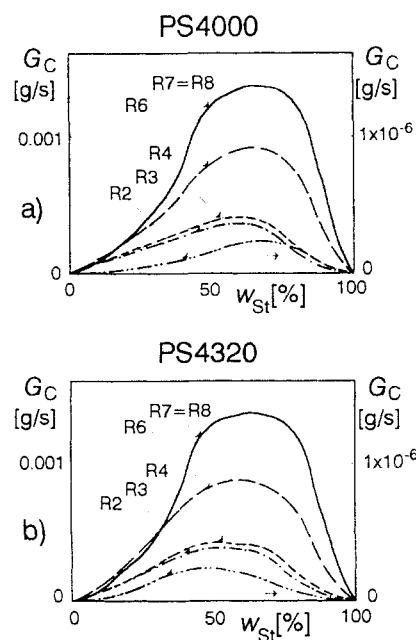 PS4000
G_C [g/s]
G_C [g/s]
R7=R8
R6
0.001
1x10^-6
R4
R3
R2
a)
0
0
0
50
100
w_St[%]
PS4320
G_C [g/s]
G_C [g/s]
R7=R8
R6
0.001
1x10^-6
R4
R3
R2
b)
0
0
0
50
100
w_St[%]